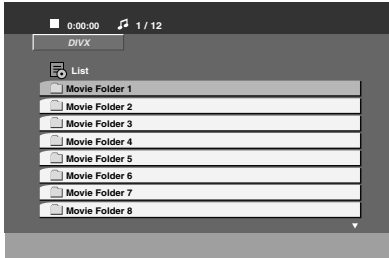 0:00:00 1 / 12
DIVX
List
Movie Folder 1
Movie Folder 2
Movie Folder 3
Movie Folder 4
Movie Folder 5
Movie Folder 6
Movie Folder 7
Movie Folder 8